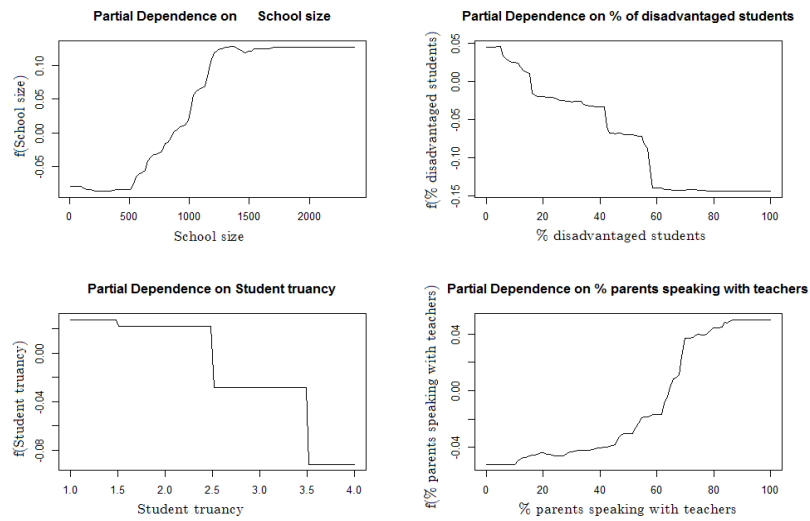 Partial Dependence on School size
f(School size)
0.10
0.05
0.00
-0.05
0 500 1000 1500 2000
School size
Partial Dependence on % of disadvantaged students
f(% disadvantaged students)
0.05
0.00
-0.05
-0.10
-0.15
0 20 40 60 80 100
% disadvantaged students
Partial Dependence on Student truancy
f(Student truancy)
0.00
-0.04
-0.08
1.0 1.5 2.0 2.5 3.0 3.5 4.0
Student truancy
Partial Dependence on % parents speaking with teachers
f(% parents speaking with teachers)
0.04
0.00
-0.04
0 20 40 60 80 100
% parents speaking with teachers